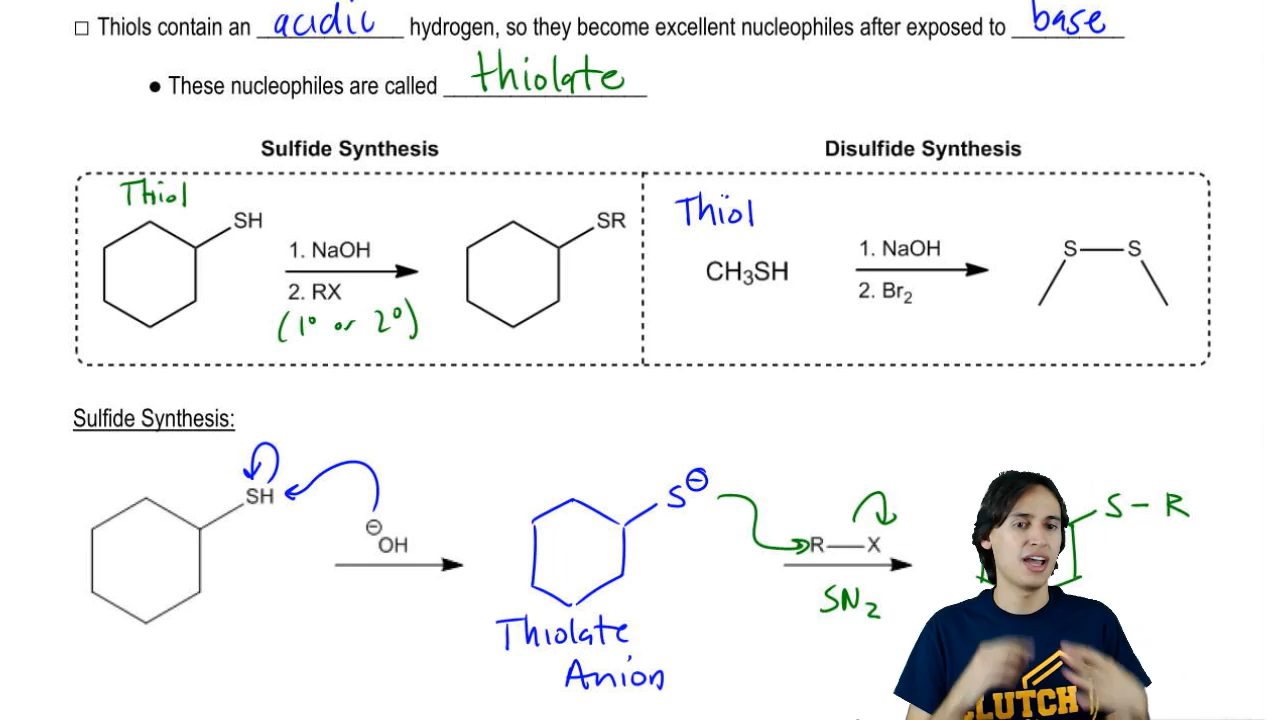 □ Thiols contain an acidic hydrogen, so they become excellent nucleophiles after exposed to base
● These nucleophiles are called thiolate
Sulfide Synthesis
Disulfide Synthesis
Thiol
SH
1. NaOH
2. RX
(1° or 2°)
SR
Thiol
CH₃SH
1. NaOH
2. Br₂
S—S
Sulfide Synthesis:
SH
⊖
OH
S⊖
Thiolate
Anion
R—X
SN₂
S–R
CLUTCH